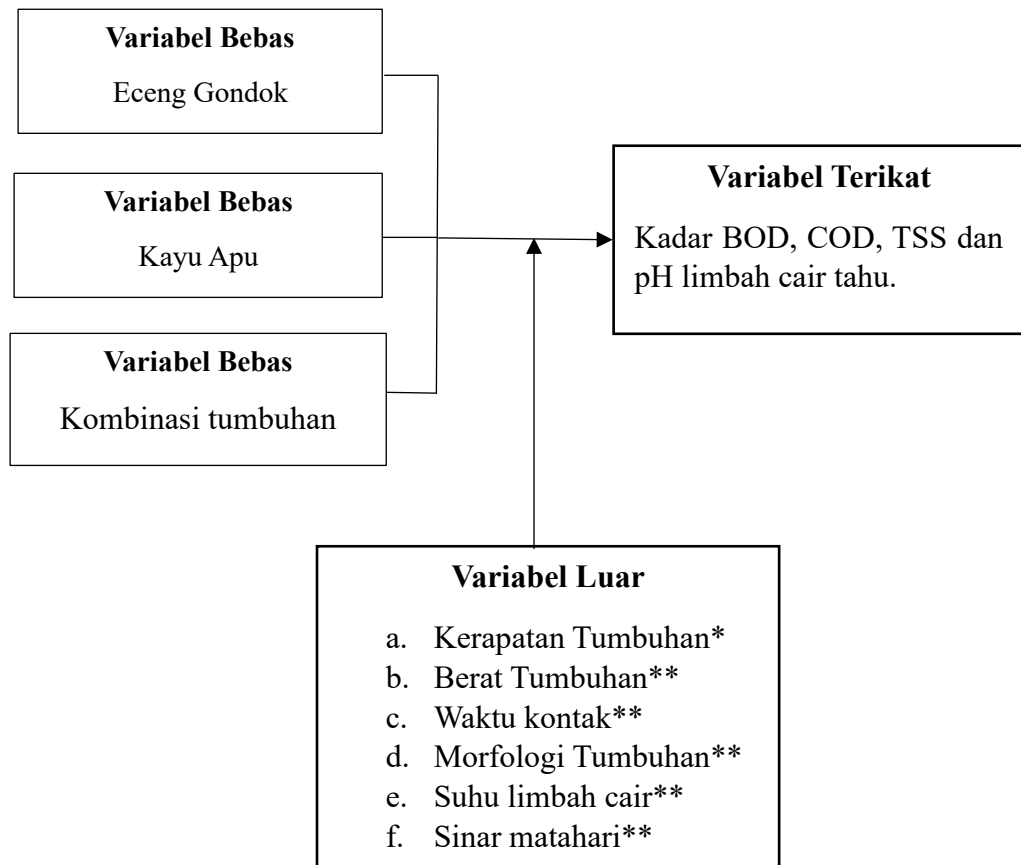 Variabel Bebas
Eceng Gondok
Variabel Bebas
Kayu Apu
Variabel Bebas
Kombinasi tumbuhan
Variabel Terikat
Kadar BOD, COD, TSS dan
pH limbah cair tahu.
Variabel Luar
a. Kerapatan Tumbuhan*
b. Berat Tumbuhan**
c. Waktu kontak**
d. Morfologi Tumbuhan**
e. Suhu limbah cair**
f. Sinar matahari**